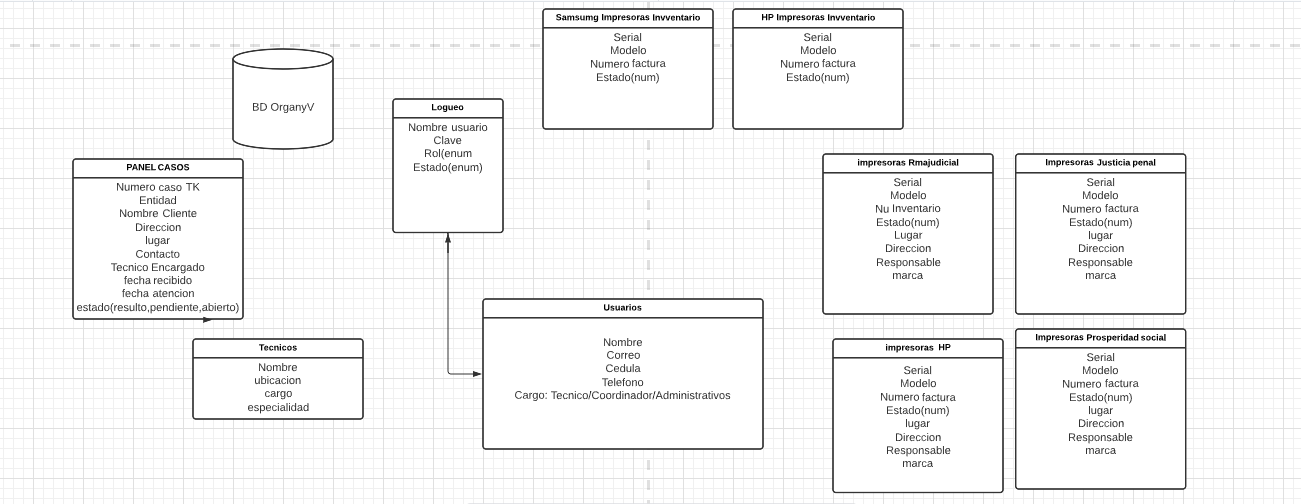 Samsumg Impresoras Invventario
Serial
Modelo
Numero factura
Estado(num)
HP Impresoras Invventario
Serial
Modelo
Numero factura
Estado(num)
BD OrganyV
Logueo
Nombre usuario
Clave
Rol(enum
Estado(enum)
PANEL CASOS
Numero caso TK
Entidad
Nombre Cliente
Direccion
lugar
Contacto
Tecnico Encargado
fecha recibido
fecha atencion
estado(resulto,pendiente,abierto)
impresoras Rmajudicial
Serial
Modelo
Nu Inventario
Estado(num)
Lugar
Direccion
Responsable
marca
Impresoras Justicia penal
Serial
Modelo
Numero factura
Estado(num)
lugar
Direccion
Responsable
marca
Usuarios
Nombre
Correo
Cedula
Telefono
Cargo: Tecnico/Coordinador/Administrativos
Tecnicos
Nombre
ubicacion
cargo
especialidad
impresoras HP
Serial
Modelo
Numero factura
Estado(num)
lugar
Direccion
Responsable
marca
Impresoras Prosperidad social
Serial
Modelo
Numero factura
Estado(num)
lugar
Direccion
Responsable
marca